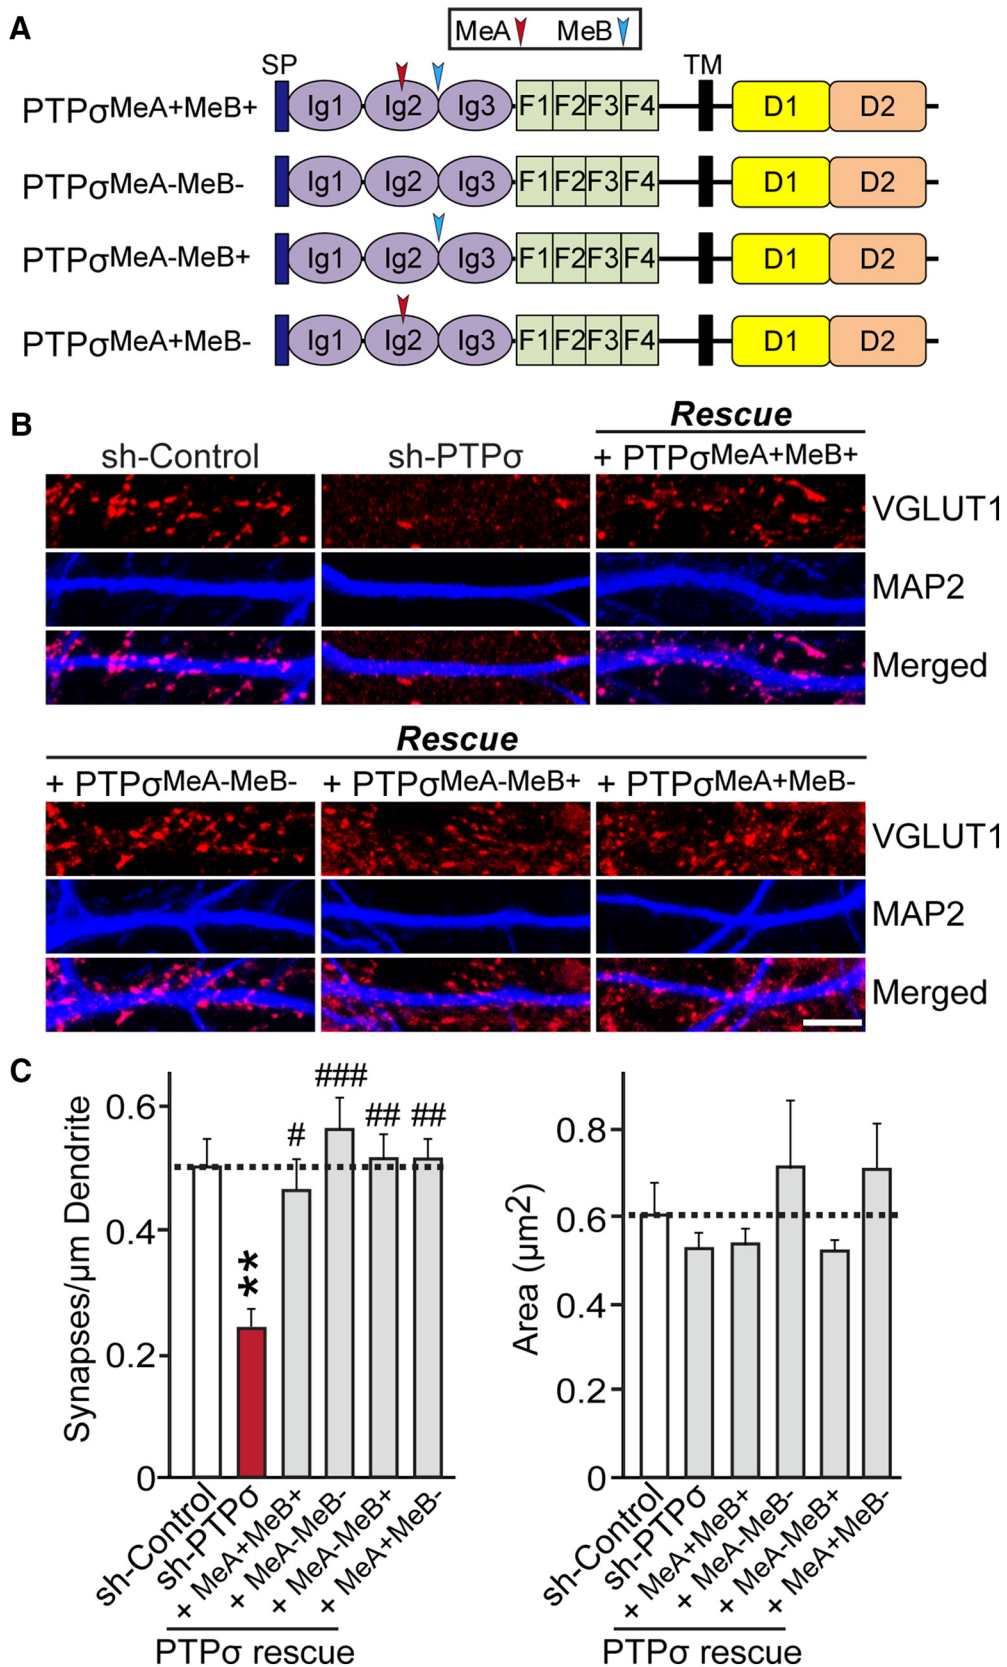 A
MeA MeB
SP TM
PTPσMeA+MeB+ Ig1 Ig2 Ig3 F1 F2 F3 F4 D1 D2
PTPσMeA-MeB- Ig1 Ig2 Ig3 F1 F2 F3 F4 D1 D2
PTPσMeA-MeB+ Ig1 Ig2 Ig3 F1 F2 F3 F4 D1 D2
PTPσMeA+MeB- Ig1 Ig2 Ig3 F1 F2 F3 F4 D1 D2
B
Rescue
sh-Control sh-PTPσ + PTPσMeA+MeB+
VGLUT1
MAP2
Merged
Rescue
+ PTPσMeA-MeB- + PTPσMeA-MeB+ + PTPσMeA+MeB-
VGLUT1
MAP2
Merged
C
Synapses/μm Dendrite
0.6
0.4
0.2
0
**
#
###
##
##
sh-Control
sh-PTPσ
+ MeA+MeB+
+ MeA-MeB-
+ MeA-MeB+
+ MeA+MeB-
PTPσ rescue
Area (μm2)
0.8
0.6
0.4
0.2
0
sh-Control
sh-PTPσ
+ MeA+MeB+
+ MeA-MeB-
+ MeA-MeB+
+ MeA+MeB-
PTPσ rescue